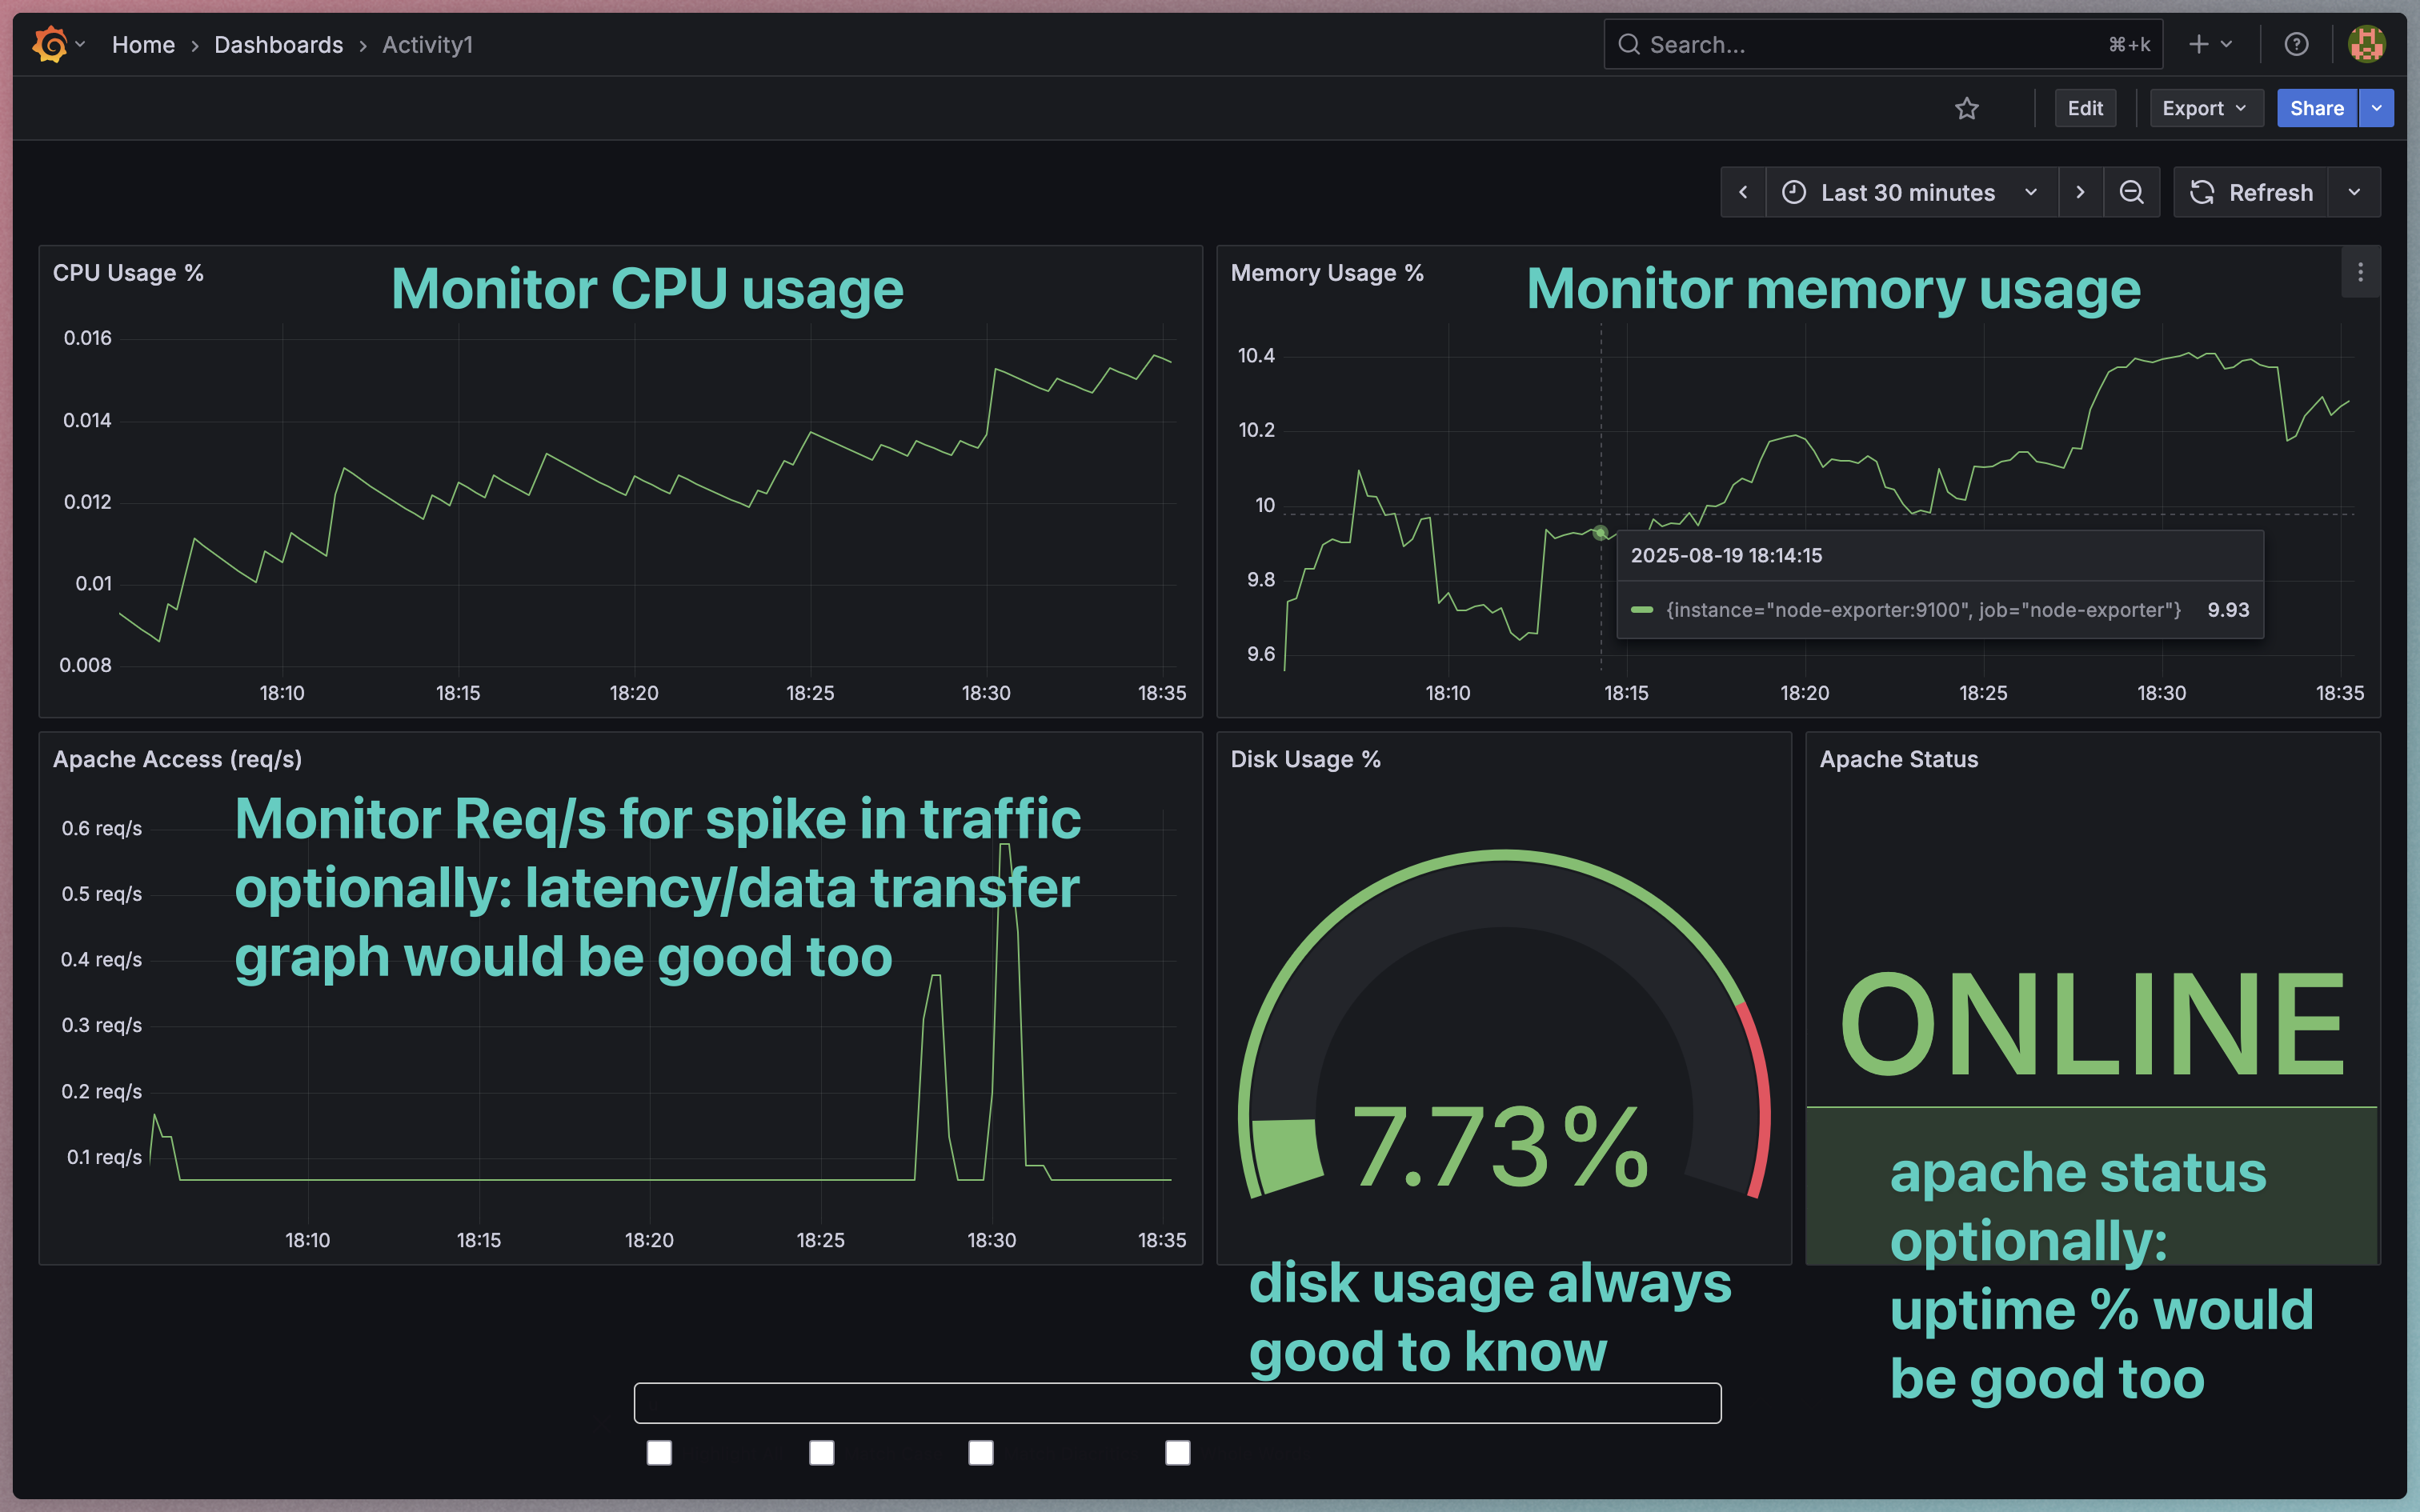 Home › Dashboards › Activity1
Search... ⌘+k
Edit Export Share
Last 30 minutes Refresh
CPU Usage %
Monitor CPU usage
0.016
0.014
0.012
0.01
0.008
18:10 18:15 18:20 18:25 18:30 18:35
Memory Usage %
Monitor memory usage
10.4
10.2
10
9.8
9.6
2025-08-19 18:14:15
{instance="node-exporter:9100", job="node-exporter"} 9.93
18:10 18:15 18:20 18:25 18:30 18:35
Apache Access (req/s)
Monitor Req/s for spike in traffic
optionally: latency/data transfer
graph would be good too
0.6 req/s
0.5 req/s
0.4 req/s
0.3 req/s
0.2 req/s
0.1 req/s
18:10 18:15 18:20 18:25 18:30 18:35
Disk Usage %
7.73%
disk usage always
good to know
Apache Status
ONLINE
apache status
optionally:
uptime % would
be good too